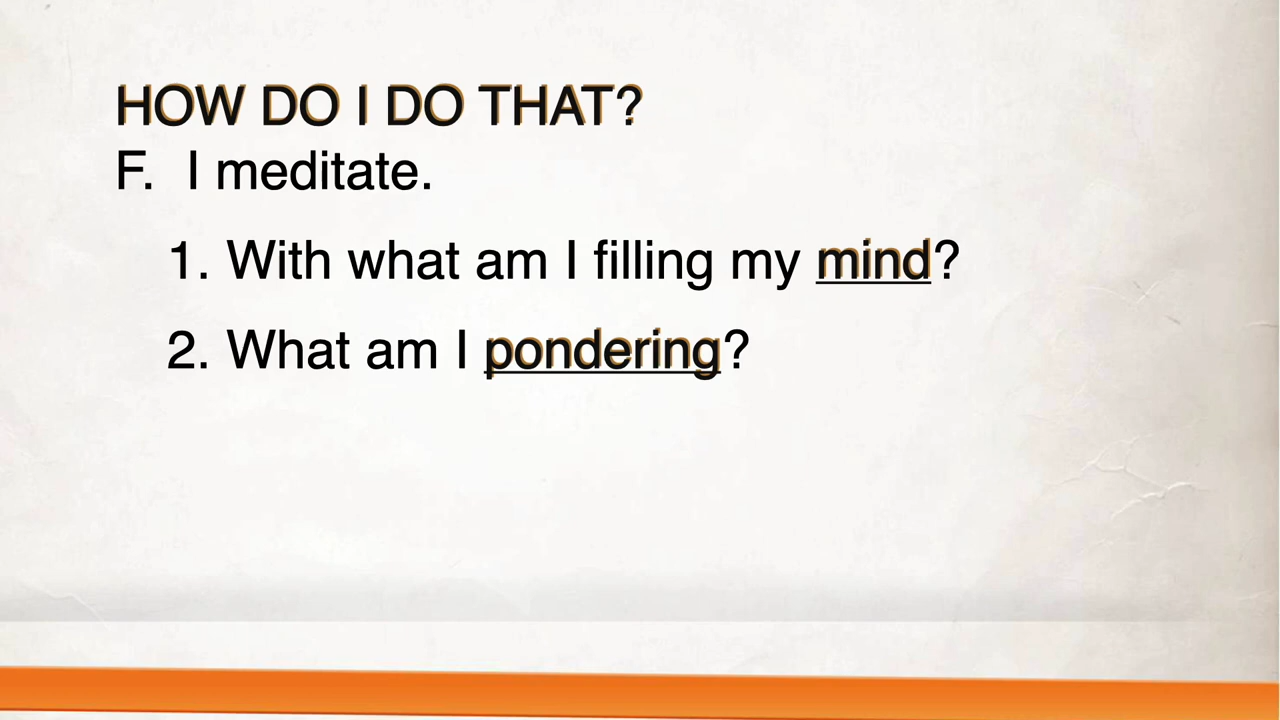 HOW DO I DO THAT?
F. I meditate.
1. With what am I filling my mind?
2. What am I pondering?